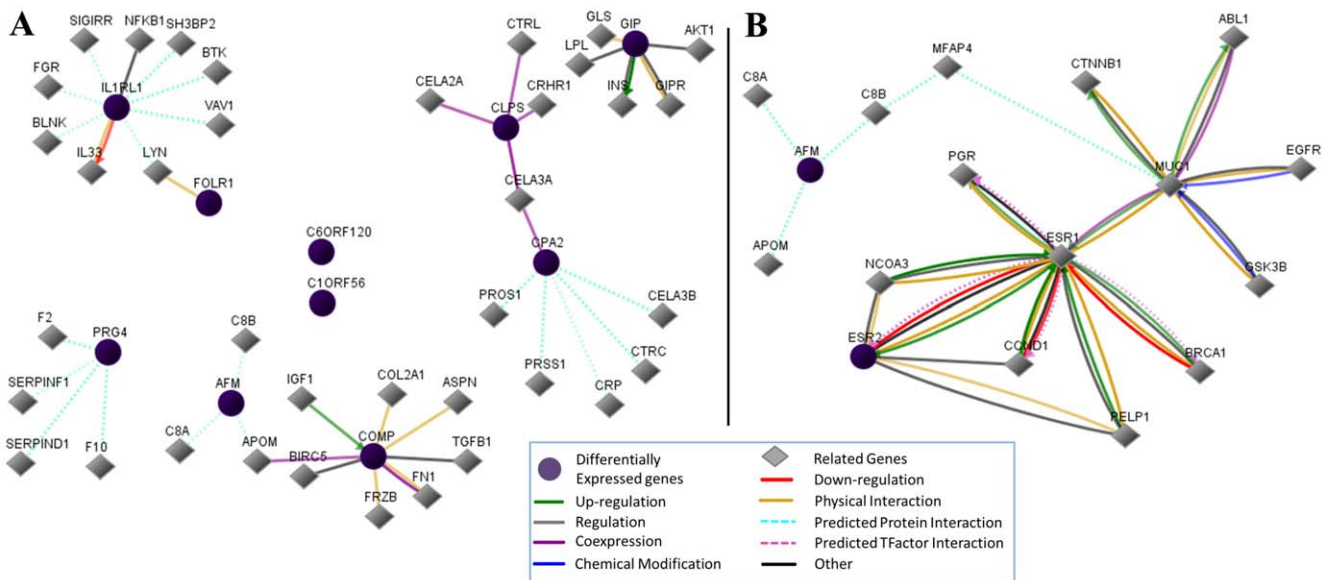 A
SIGIRR
NFKB1
SH3BP2
FGR
BTK
IL1RL1
VAV1
BLNK
IL33
LYN
FOLR1
CTRL
GLS
GIP
AKT1
LPL
CELA2A
CRHR1
INS
GIPR
CLPS
CELA3A
C6ORF120
CPA2
C1ORF56
PROS1
CELA3B
F2
PRG4
C8B
CTRC
PRSS1
CRP
SERPINF1
AFM
IGF1
COL2A1
ASPN
SERPIND1
F10
C8A
APOM
BIRC5
COMP
TGFB1
FRZB
FN1
B
ABL1
MFAP4
CTNNB1
C8A
C8B
AFM
PGR
MUC1
EGFR
APOM
ESR1
NCOA3
GSK3B
ESR2
CCND1
BRCA1
PELP1
Differentially
Expressed genes
Up-regulation
Regulation
Coexpression
Chemical Modification
Related Genes
Down-regulation
Physical Interaction
Predicted Protein Interaction
Predicted TFactor Interaction
Other